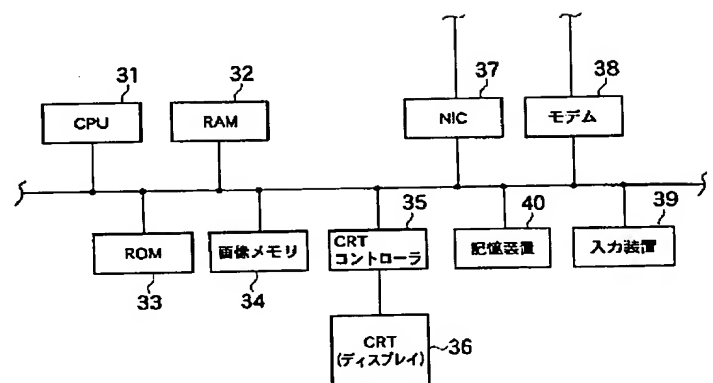 31
CPU
32
RAM
37
NIC
38
モデム
ROM
33
画像メモリ
34
35
CRT
コントローラ
40
記憶装置
39
入力装置
CRT
(ディスプレイ)
36